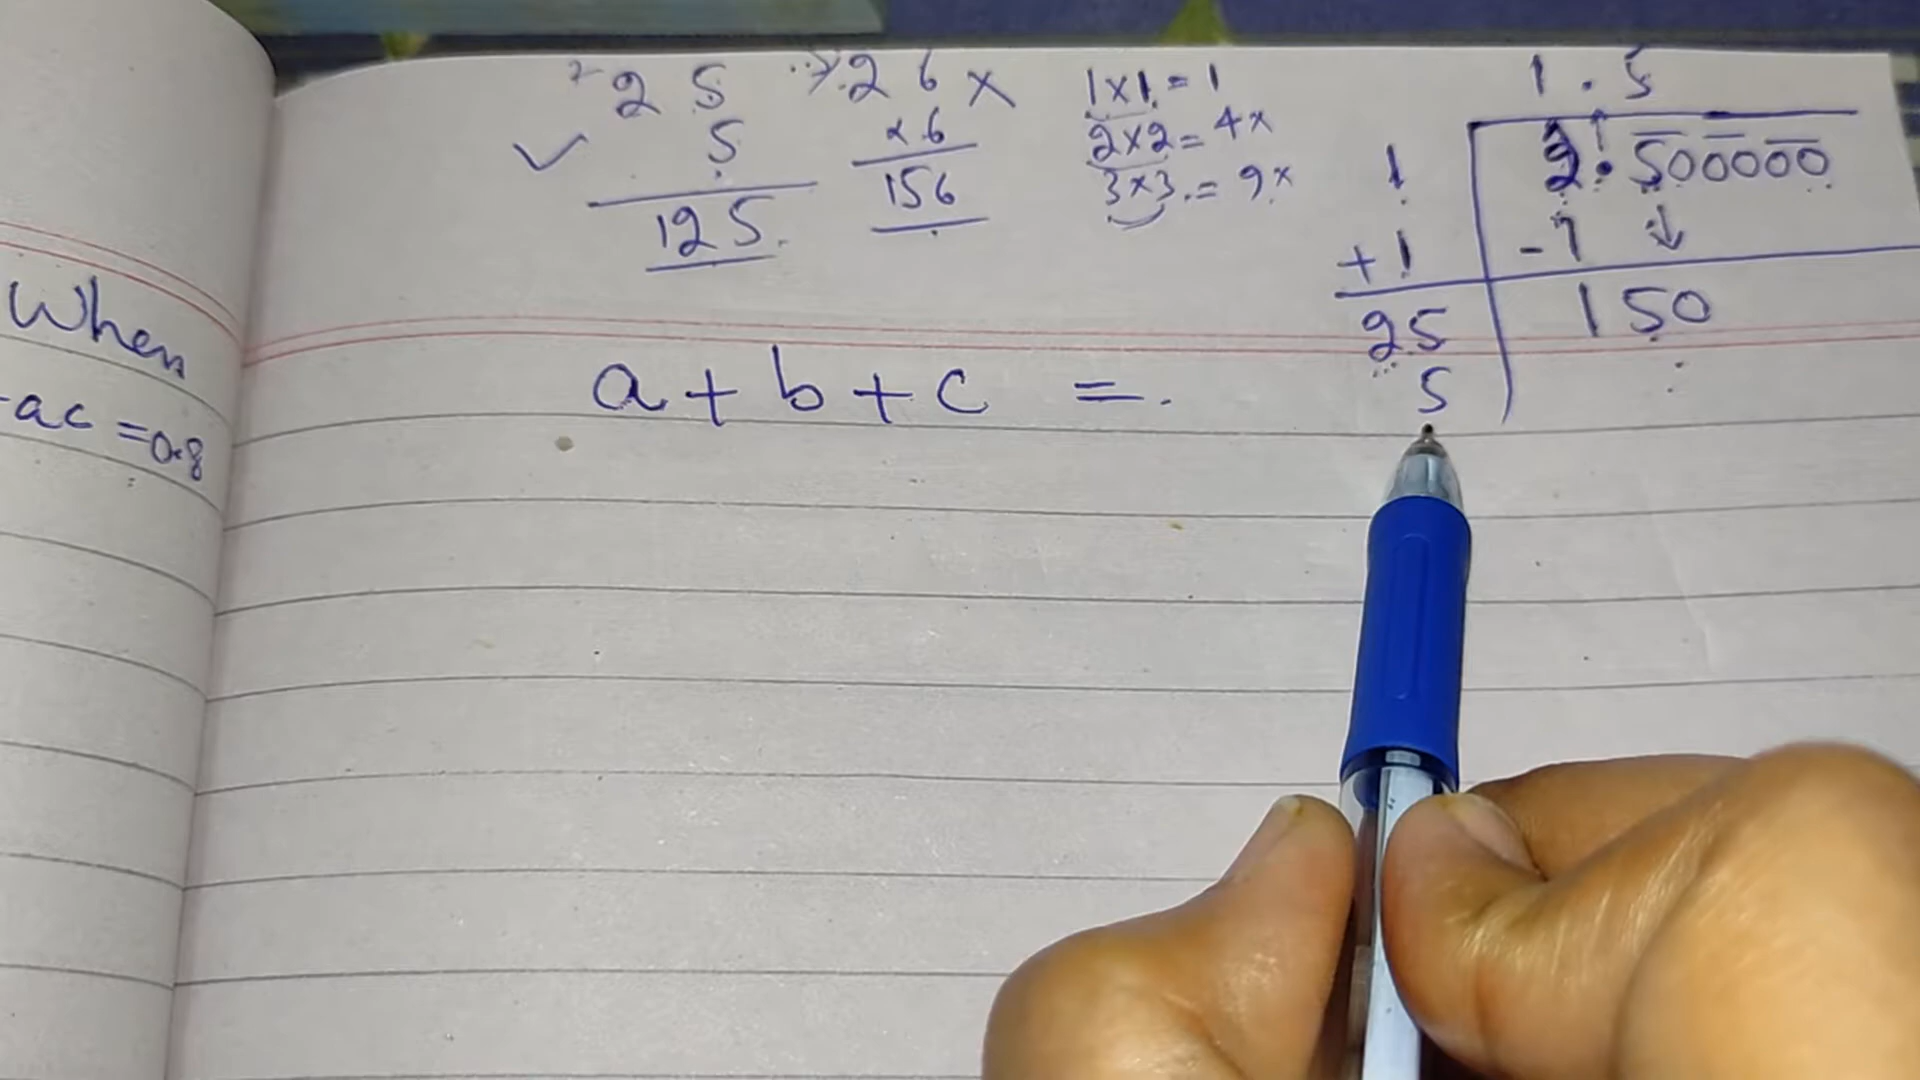 When
-ac = 0.8
25
5
125
26 x
x 6
156
1x1 = 1
2x2 = 4x
3x3 = 9x
a + b + c =
1.5
1
2.500000
+1
-1
25
150
5